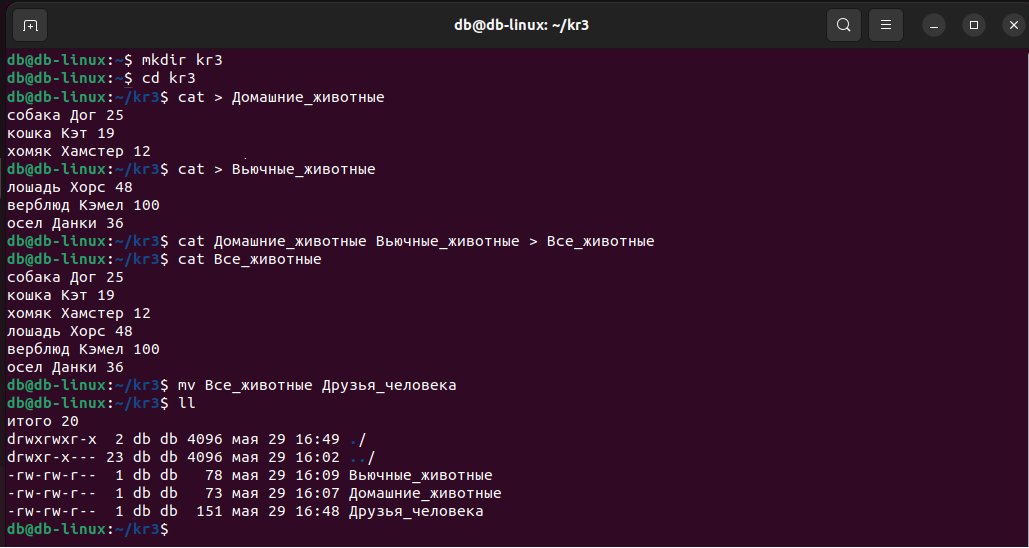 db@db-linux: ~/kr3
db@db-linux:~$ mkdir kr3
db@db-linux:~$ cd kr3
db@db-linux:~/kr3$ cat > Домашние_животные
собака Дог 25
кошка Кэт 19
хомяк Хамстер 12
db@db-linux:~/kr3$ cat > Вьючные_животные
лошадь Хорс 48
верблюд Кэмел 100
осел Данки 36
db@db-linux:~/kr3$ cat Домашние_животные Вьючные_животные > Все_животные
db@db-linux:~/kr3$ cat Все_животные
собака Дог 25
кошка Кэт 19
хомяк Хамстер 12
лошадь Хорс 48
верблюд Кэмел 100
осел Данки 36
db@db-linux:~/kr3$ mv Все_животные Друзья_человека
db@db-linux:~/kr3$ ll
итого 20
drwxrwxr-x  2 db db 4096 мая 29 16:49 ./
drwxr-x--- 23 db db 4096 мая 29 16:02 ../
-rw-rw-r--  1 db db   78 мая 29 16:09 Вьючные_животные
-rw-rw-r--  1 db db   73 мая 29 16:07 Домашние_животные
-rw-rw-r--  1 db db  151 мая 29 16:48 Друзья_человека
db@db-linux:~/kr3$